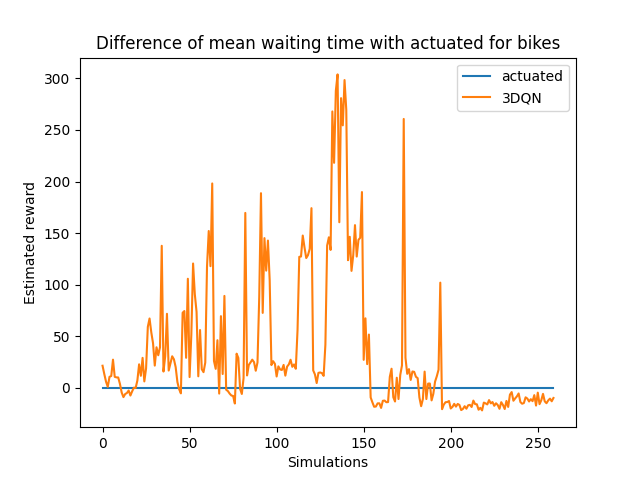 Difference of mean waiting time with actuated for bikes
actuated
3DQN
Estimated reward
300
250
200
150
100
50
0
0 50 100 150 200 250
Simulations